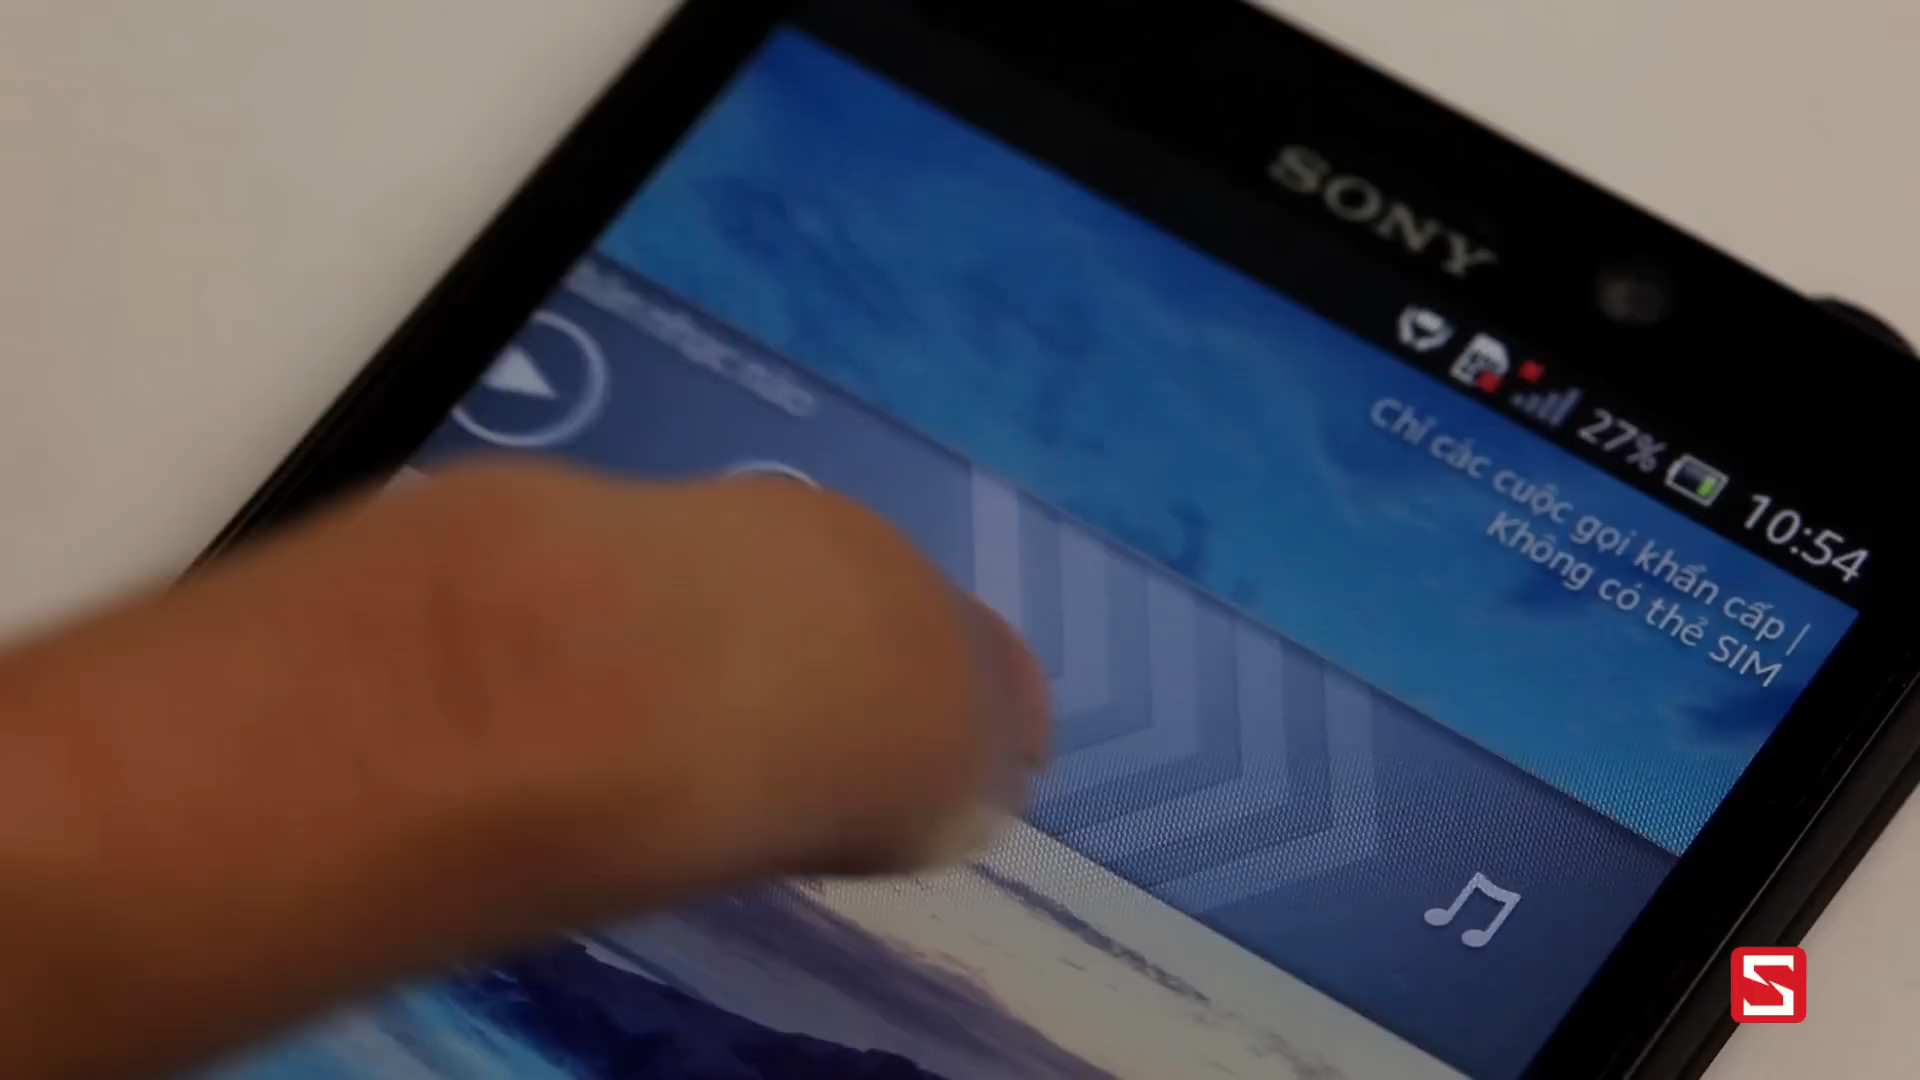 SONY
27% 10:54
Chỉ các cuộc gọi khẩn cấp |
Không có thẻ SIM